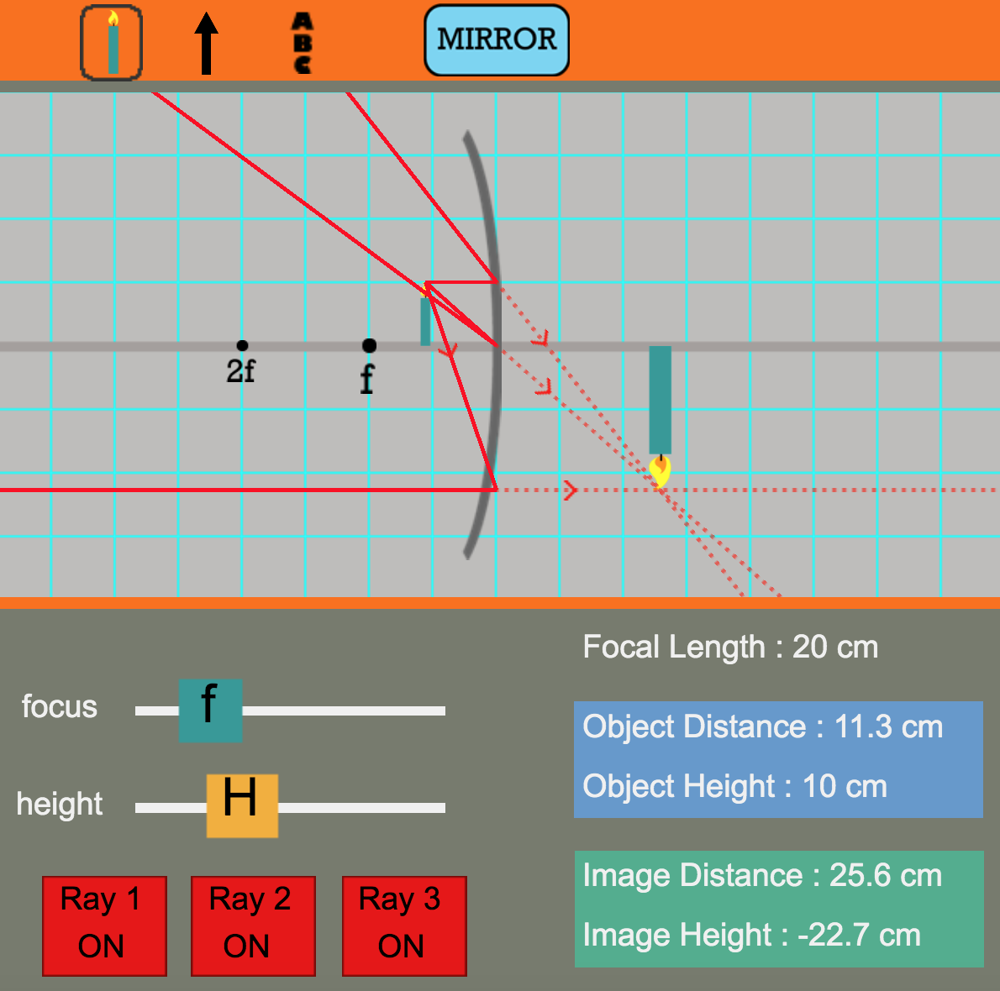 A
B
C
MIRROR
2f
f
Focal Length : 20 cm
focus
f
Object Distance : 11.3 cm
Object Height : 10 cm
height
H
Image Distance : 25.6 cm
Image Height : -22.7 cm
Ray 1
ON
Ray 2
ON
Ray 3
ON